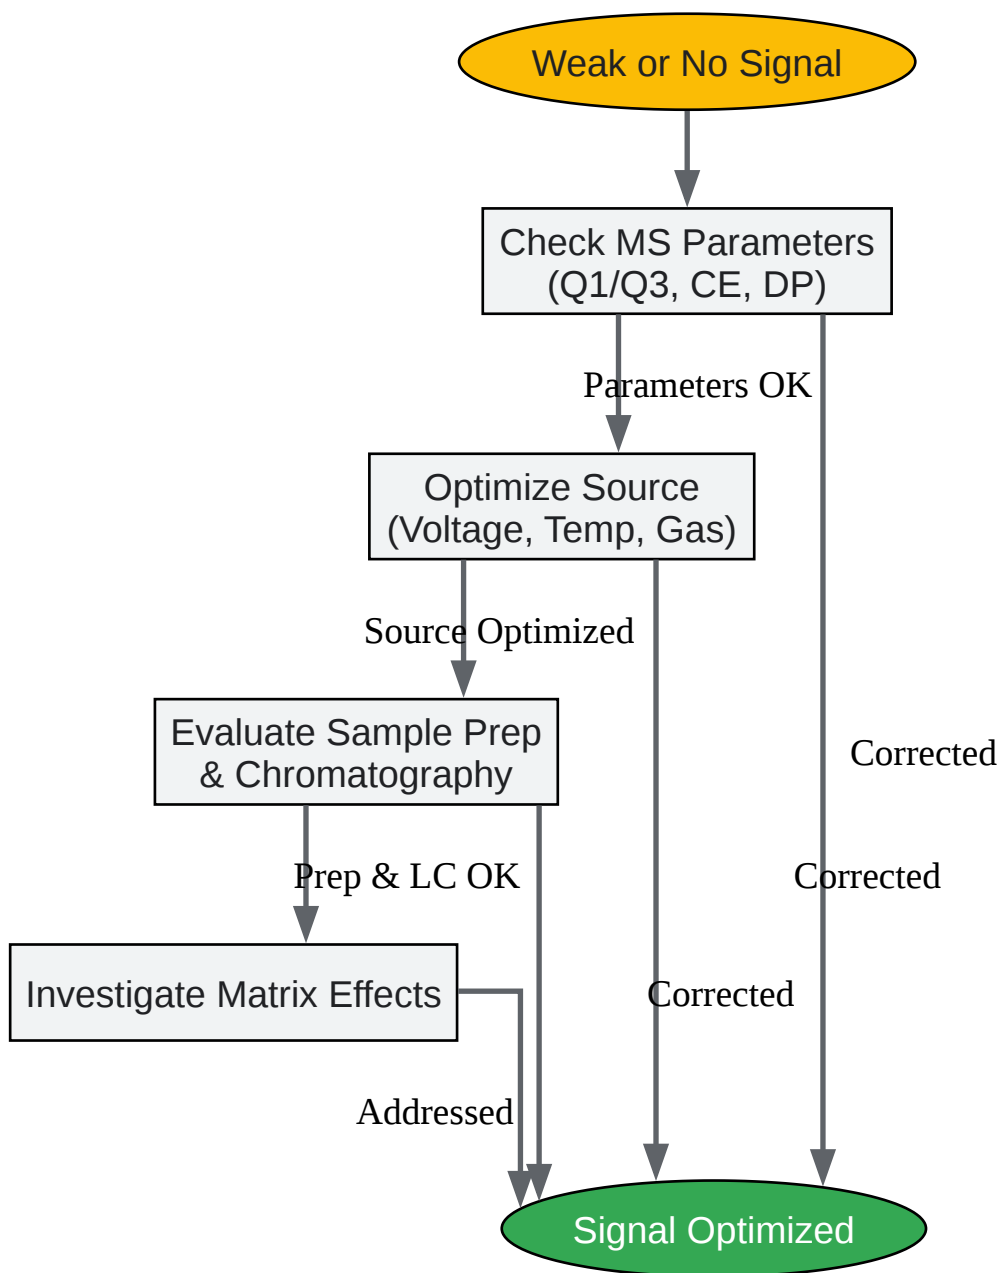 Weak or No Signal
Check MS Parameters
(Q1/Q3, CE, DP)
Parameters OK
Optimize Source
(Voltage, Temp, Gas)
Source Optimized
Evaluate Sample Prep
& Chromatography
Corrected
Prep & LC OK
Corrected
Investigate Matrix Effects
Corrected
Addressed
Signal Optimized